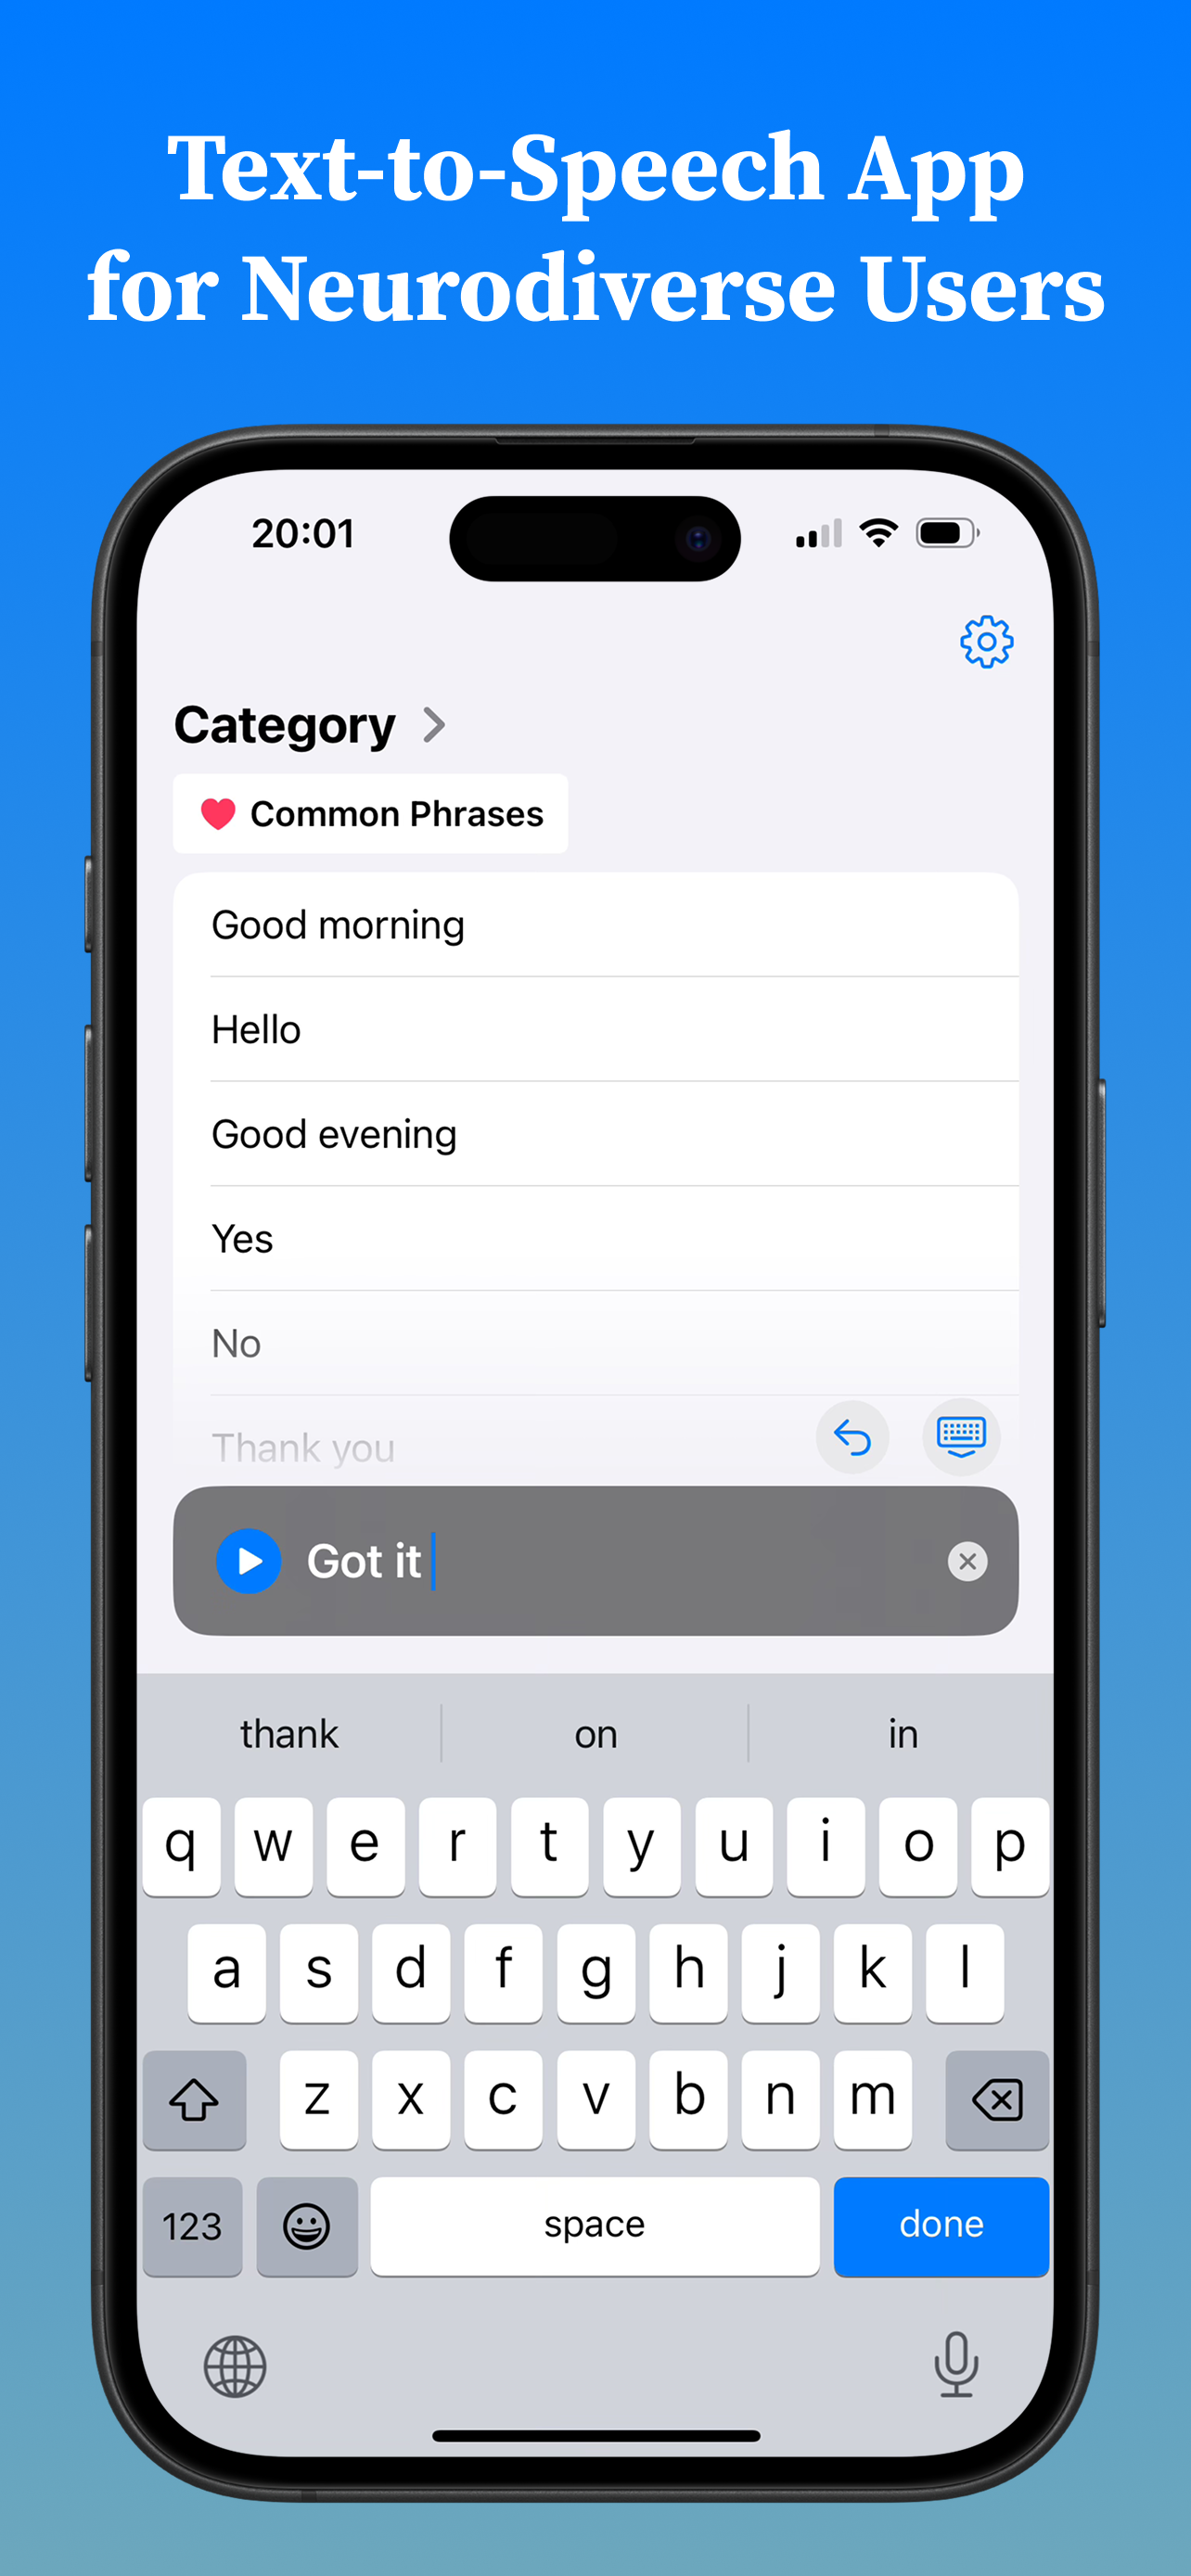 Text-to-Speech App
for Neurodiverse Users
20:01
Category
Common Phrases
Good morning
Hello
Good evening
Yes
No
Thank you
Got it
thank on in
q w e r t y u i o p
a s d f g h j k l
z x c v b n m
123 space done